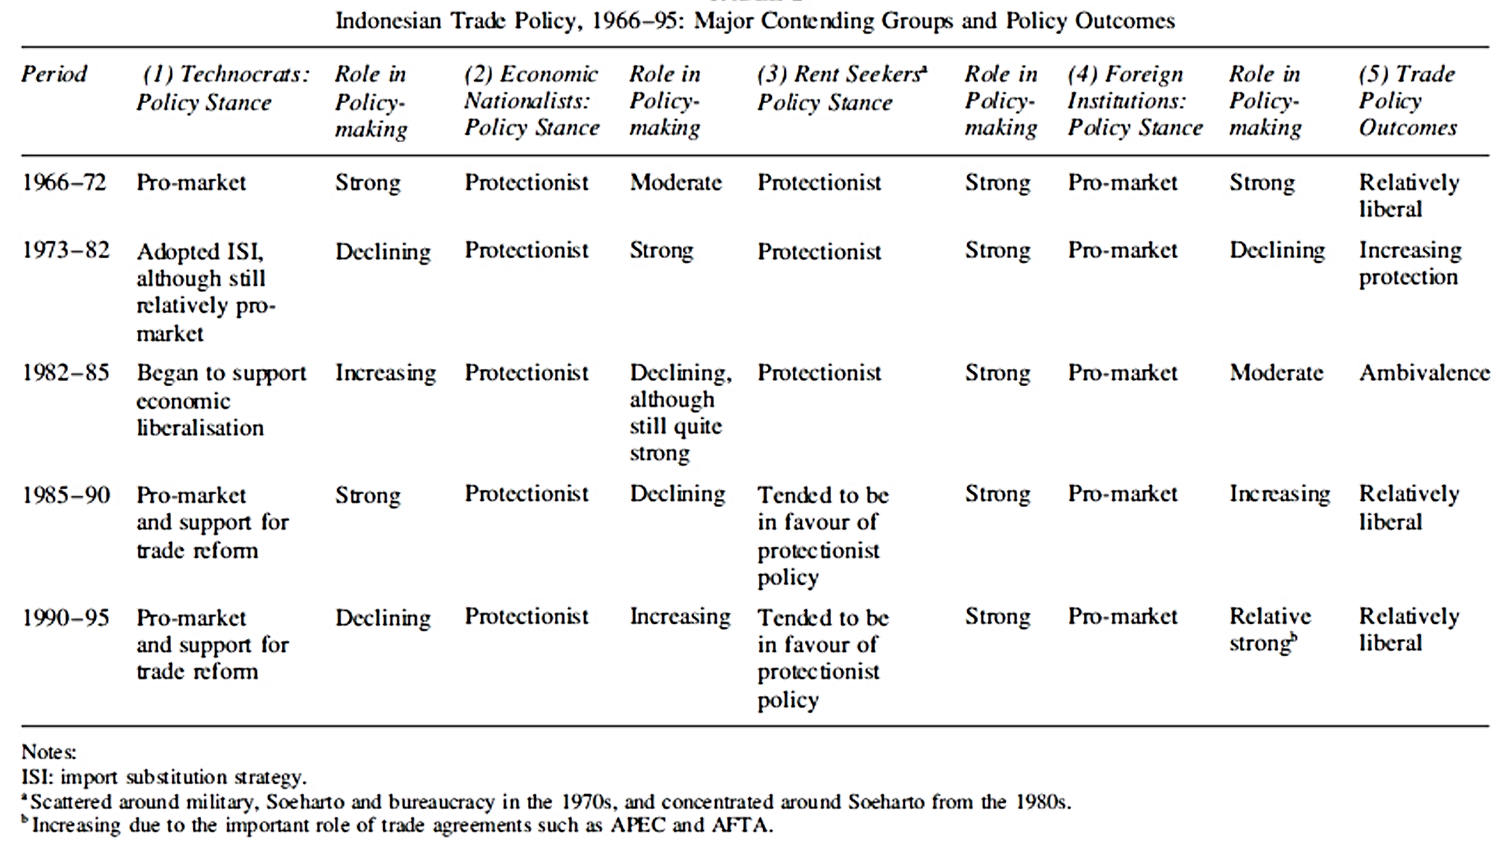 Indonesian Trade Policy, 1966–95: Major Contending Groups and Policy Outcomes
Period (1) Technocrats: Role in (2) Economic Role in (3) Rent Seekersª Role in (4) Foreign Role in (5) Trade
Policy Stance Policy- Nationalists: Policy- Policy Stance Policy- Institutions: Policy- Policy
making Policy Stance making making Policy Stance making Outcomes
1966–72 Pro-market Strong Protectionist Moderate Protectionist Strong Pro-market Strong Relatively
liberal
1973–82 Adopted ISI, Declining Protectionist Strong Protectionist Strong Pro-market Declining Increasing
although still protection
relatively pro-
market
1982–85 Began to support Increasing Protectionist Declining, Protectionist Strong Pro-market Moderate Ambivalence
economic although
liberalisation still quite
strong
1985–90 Pro-market Strong Protectionist Declining Tended to be Strong Pro-market Increasing Relatively
and support for in favour of liberal
trade reform protectionist
policy
1990–95 Pro-market Declining Protectionist Increasing Tended to be Strong Pro-market Relative Relatively
and support for in favour of strongᵇ liberal
trade reform protectionist
policy
Notes:
ISI: import substitution strategy.
ª Scattered around military, Soeharto and bureaucracy in the 1970s, and concentrated around Soeharto from the 1980s.
ᵇ Increasing due to the important role of trade agreements such as APEC and AFTA.